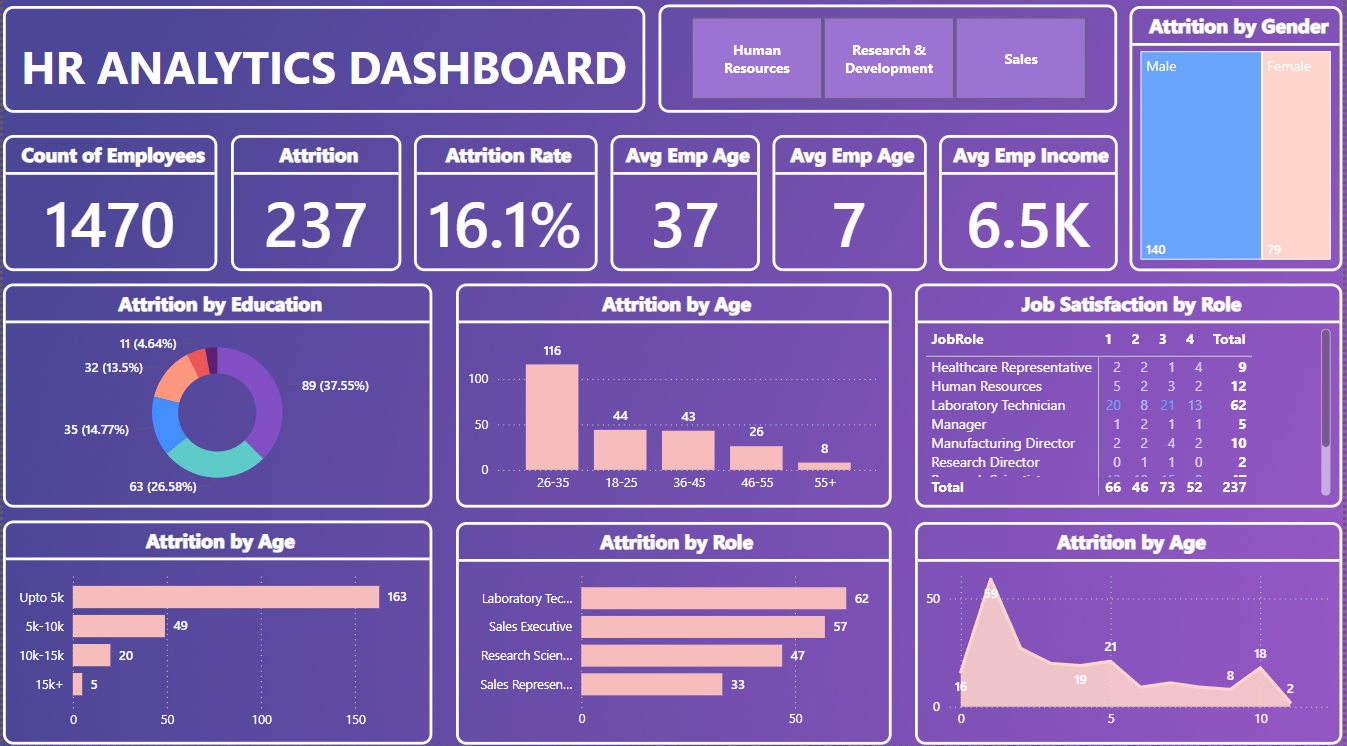 HR ANALYTICS DASHBOARD
Human
Resources
Research &
Development
Sales
Attrition by Gender
Male
Female
140
79
Count of Employees
1470
Attrition
237
Attrition Rate
16.1%
Avg Emp Age
37
Avg Emp Age
7
Avg Emp Income
6.5K
Attrition by Education
11 (4.64%)
32 (13.5%)
89 (37.55%)
35 (14.77%)
63 (26.58%)
Attrition by Age
100
50
0
116
44
43
26
8
26-35
18-25
36-45
46-55
55+
Job Satisfaction by Role
JobRole 1 2 3 4 Total
Healthcare Representative 2 2 1 4 9
Human Resources 5 2 3 2 12
Laboratory Technician 20 8 21 13 62
Manager 1 2 1 1 5
Manufacturing Director 2 2 4 2 10
Research Director 0 1 1 0 2
Total 66 46 73 52 237
Attrition by Age
Upto 5k 163
5k-10k 49
10k-15k 20
15k+ 5
0 50 100 150
Attrition by Role
Laboratory Tec... 62
Sales Executive 57
Research Scien... 47
Sales Represen... 33
0 50
Attrition by Age
50
0
16
59
19
21
8
18
2
0 5 10